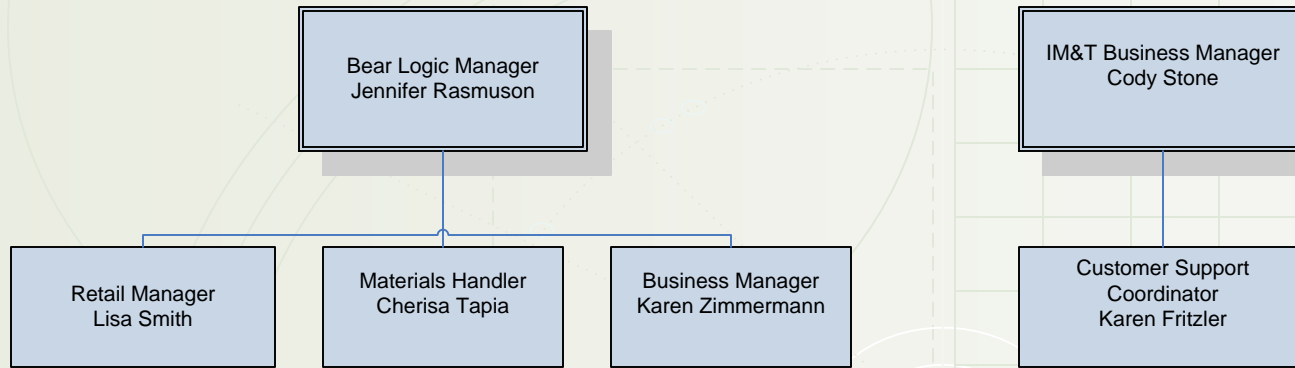 Bear Logic Manager
Jennifer Rasmuson
IM&T Business Manager
Cody Stone
Retail Manager
Lisa Smith
Materials Handler
Cherisa Tapia
Business Manager
Karen Zimmermann
Customer Support
Coordinator
Karen Fritzler